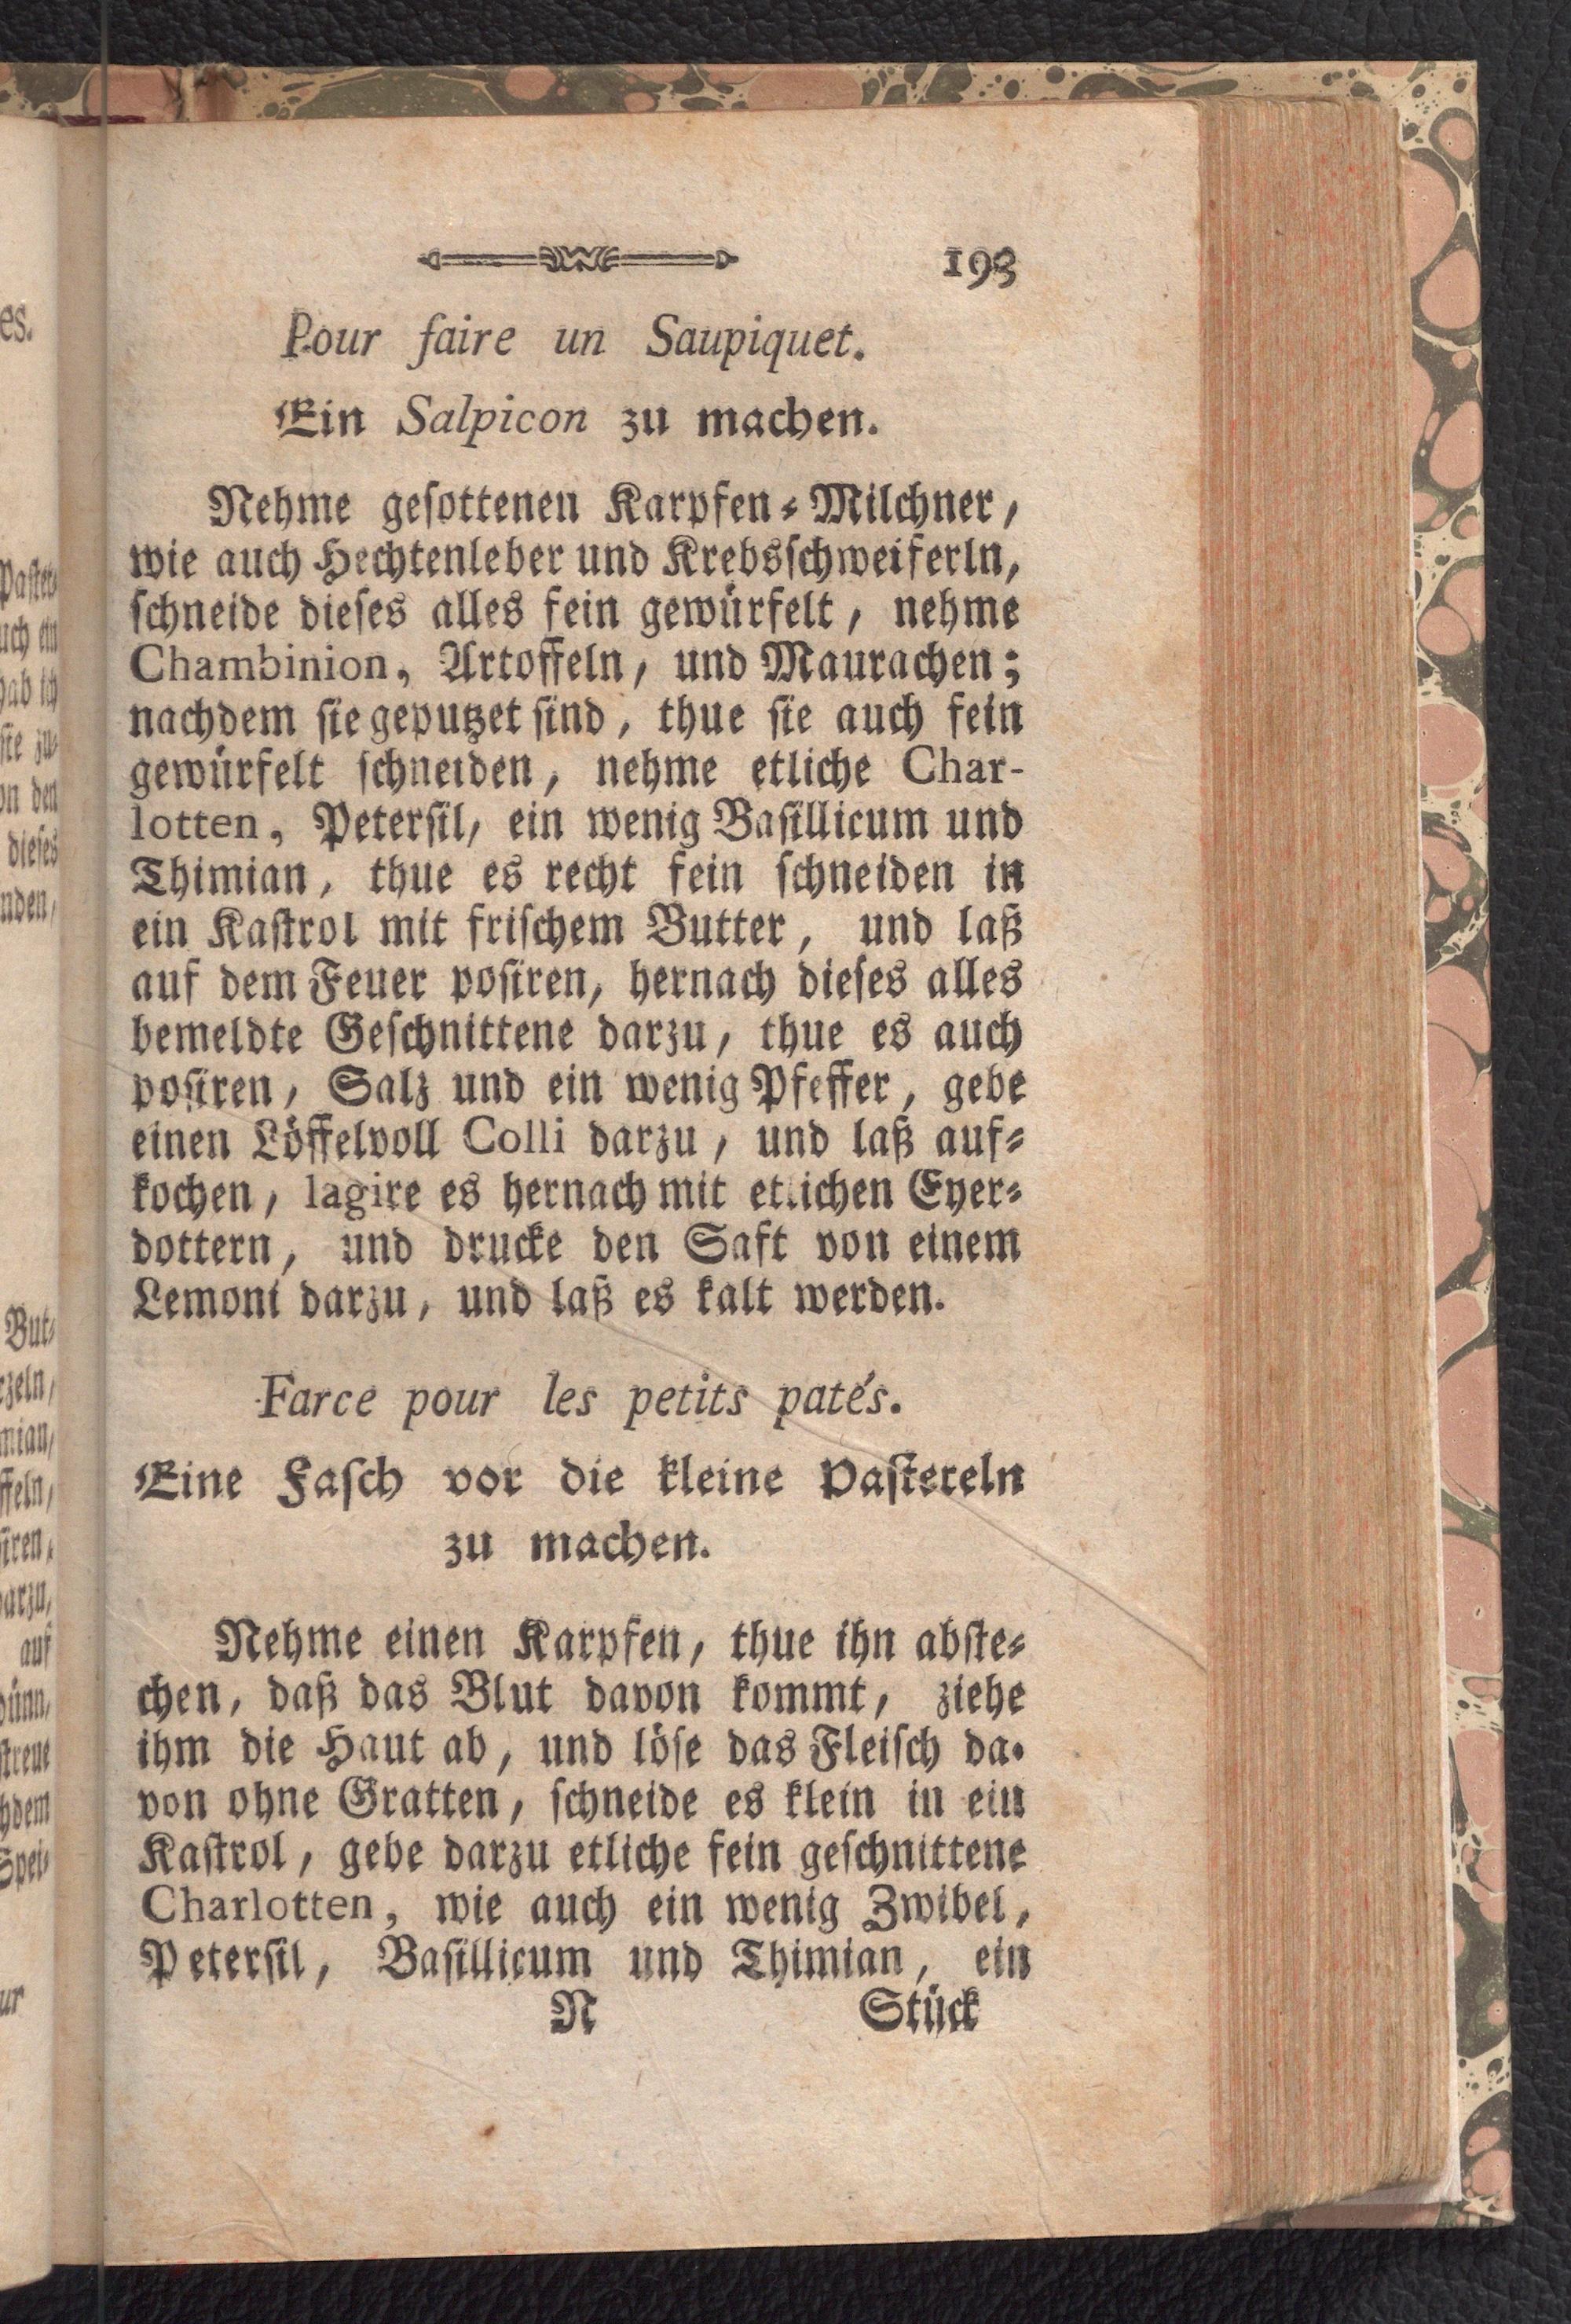 193
Pour faire un Saupiquet.
Ein Salpicon zu machen.
Nehme gesottenen Karpfen-Milchner,
wie auch Hechtenleber und Krebsschweiferln,
schneide dieses alles fein gewürfelt, nehme
Chambinion, Artoffeln, und Maurachen;
nachdem sie geputzet sind, thue sie auch fein
gewürfelt schneiden, nehme etliche Char-
lotten, Petersil, ein wenig Basillicum und
Thimian, thue es recht fein schneiden in
ein Kastrol mit frischem Butter, und laß
auf dem Feuer posiren, hernach dieses alles
bemeldte Geschnittene darzu, thue es auch
posiren, Salz und ein wenig Pfeffer, gebe
einen Löffelvoll Colli darzu, und laß auf-
kochen, lagire es hernach mit etlichen Eyer-
dottern, und drucke den Saft von einem
Lemoni darzu, und laß es kalt werden.
Farce pour les petits patés.
Eine Fasch vor die kleine Pastereln
zu machen.
Nehme einen Karpfen, thue ihn abste-
chen, daß das Blut davon kommt, ziehe
ihm die Haut ab, und löse das Fleisch da-
von ohne Gratten, schneide es klein in ein
Kastrol, gebe darzu etliche fein geschnittene
Charlotten, wie auch ein wenig Zwibel,
Petersil, Basillicum und Thimian, ein
N Stück